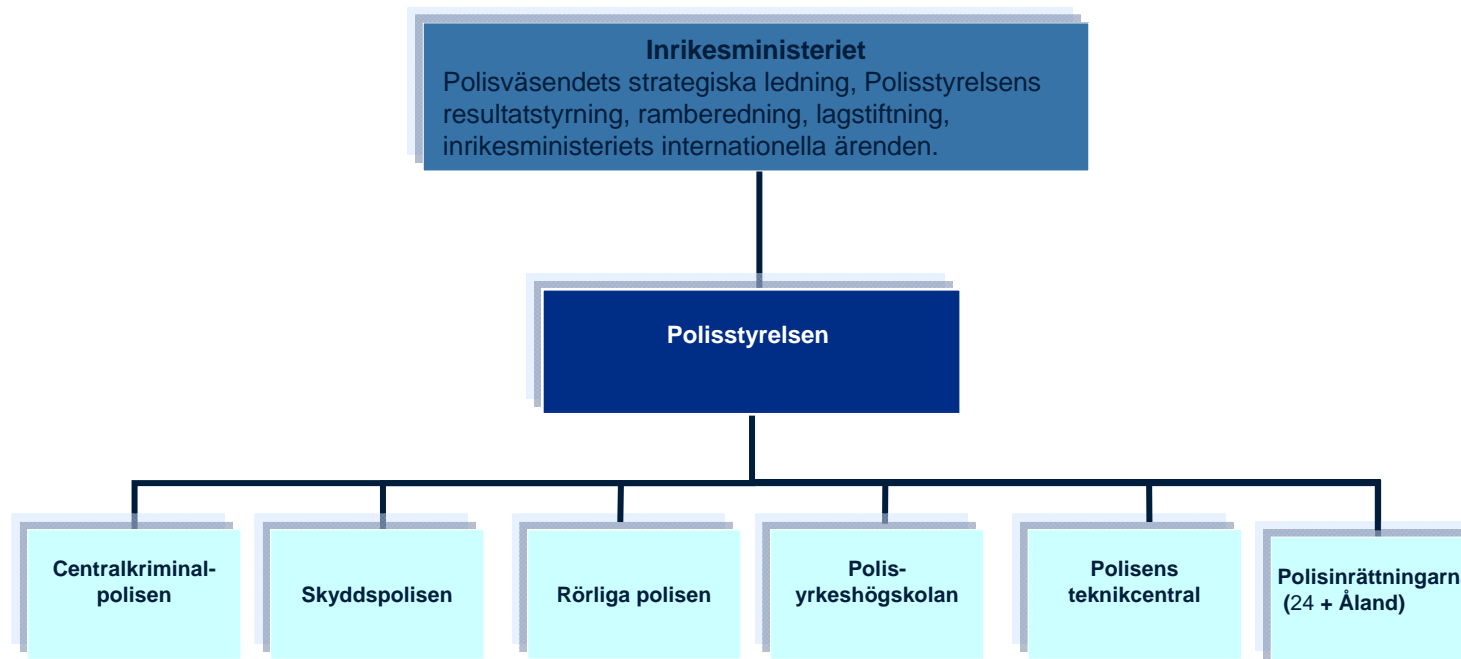 Inrikesministeriet
Polisväsendets strategiska ledning, Polisstyrelsens
resultatstyrning, ramberedning, lagstiftning,
inrikesministeriets internationella ärenden.
Polisstyrelsen
Centralkriminal-
polisen
Skyddspolisen
Rörliga polisen
Polis-
yrkeshögskolan
Polisens
teknikcentral
Polisinrättningarn
(24 + Åland)